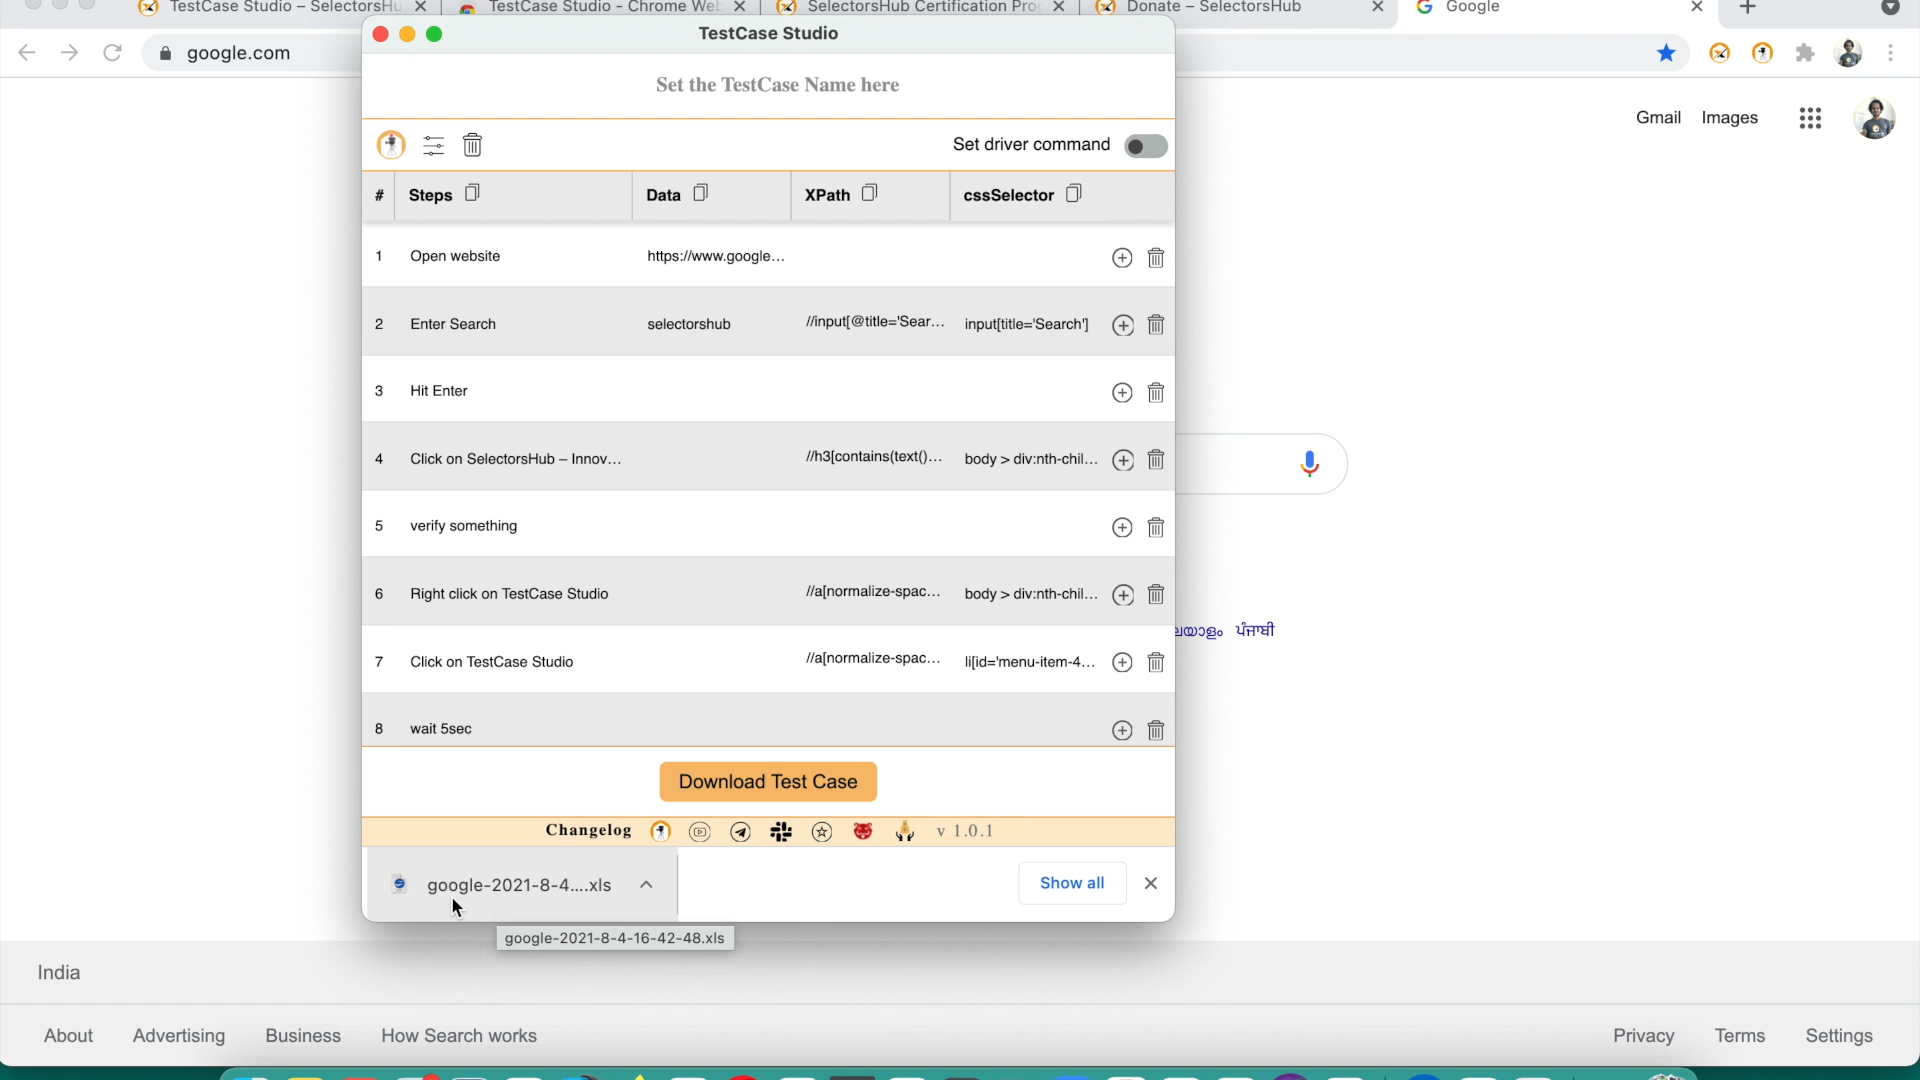 TestCase Studio – SelectorsHu
TestCase Studio - Chrome Web
SelectorsHub Certification Pro
Donate – SelectorsHub
Google
google.com
TestCase Studio
Set the TestCase Name here
Gmail Images
Set driver command
# Steps Data XPath cssSelector
1 Open website https://www.google...
2 Enter Search selectorshub //input[@title='Sear... input[title='Search']
3 Hit Enter
4 Click on SelectorsHub – Innov... //h3[contains(text()... body > div:nth-chil...
5 verify something
6 Right click on TestCase Studio //a[normalize-spac... body > div:nth-chil...
ലയാളം ਪੰਜਾਬੀ
7 Click on TestCase Studio //a[normalize-spac... li[id='menu-item-4...
8 wait 5sec
Download Test Case
Changelog v 1.0.1
google-2021-8-4....xls Show all
google-2021-8-4-16-42-48.xls
India
About Advertising Business How Search works Privacy Terms Settings